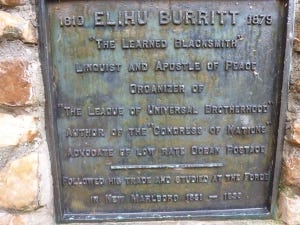 1810 ELIHU BURRITT 1879
"THE LEARNED BLACKSMITH"
LINGUIST AND APOSTLE OF PEACE
ORGANIZER OF
"THE LEAGUE OF UNIVERSAL BROTHERHOOD"
AUTHOR OF THE "CONGRESS OF NATIONS"
ADVOCATE OF LOW RATE OCEAN POSTAGE
FOLLOWED HIS TRADE AND STUDIED AT THE FORGE
IN NEW MARLBORO